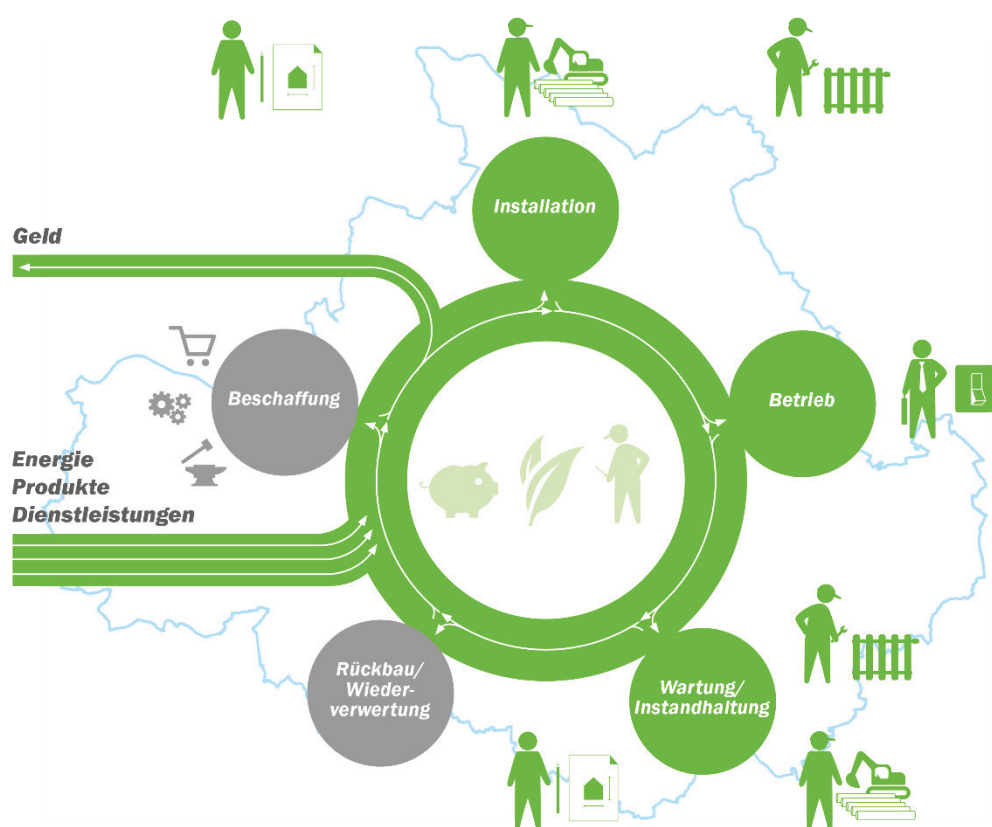 Installation
Geld
Beschaffung
Betrieb
Energie
Produkte
Dienstleistungen
Rückbau/
Wieder-
verwertung
Wartung/
Instandhaltung